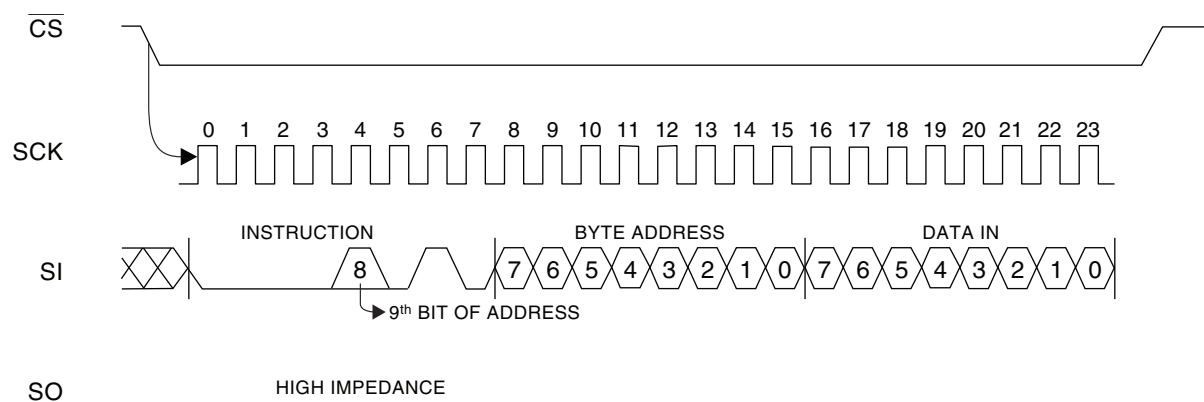 CS
0 1 2 3 4 5 6 7 8 9 10 11 12 13 14 15 16 17 18 19 20 21 22 23
SCK
INSTRUCTION BYTE ADDRESS DATA IN
SI 8 7 6 5 4 3 2 1 0 7 6 5 4 3 2 1 0
9th BIT OF ADDRESS
SO HIGH IMPEDANCE